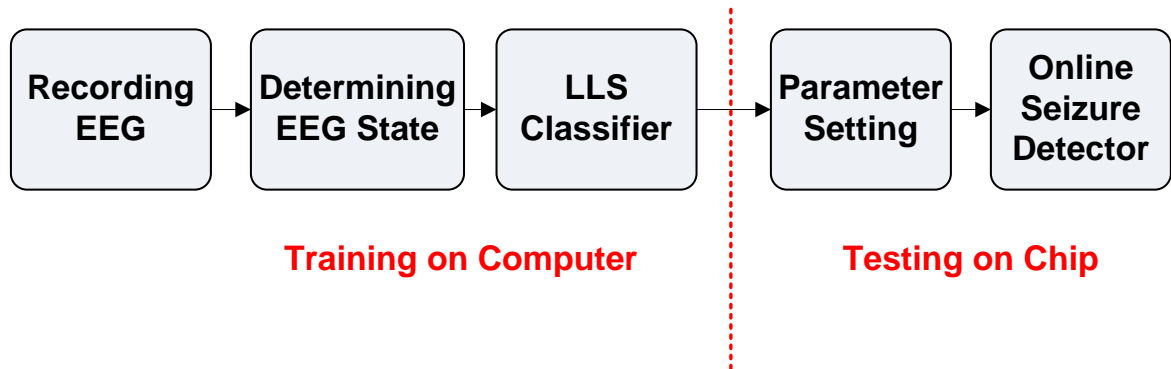 Recording
EEG
Determining
EEG State
LLS
Classifier
Parameter
Setting
Online
Seizure
Detector
Training on Computer
Testing on Chip